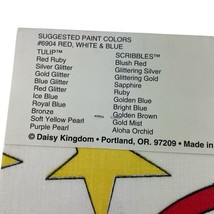 SUGGESTED PAINT COLORS
#6904 RED, WHITE & BLUE
TULIP™
Red Ruby
Silver Glitter
Gold Glitter
Blue Glitter
Red Glitter
Ice Blue
Royal Blue
Bronze
Soft Yellow Pearl
Purple Pearl
SCRIBBLES™
Blush Red
Glittering Silver
Glittering Gold
Sapphire
Ruby
Golden Blue
Bright Blue
Golden Brown
Gold Mist
Aloha Orchid
© Daisy Kingdom • Portland, OR. 97209 • Made in